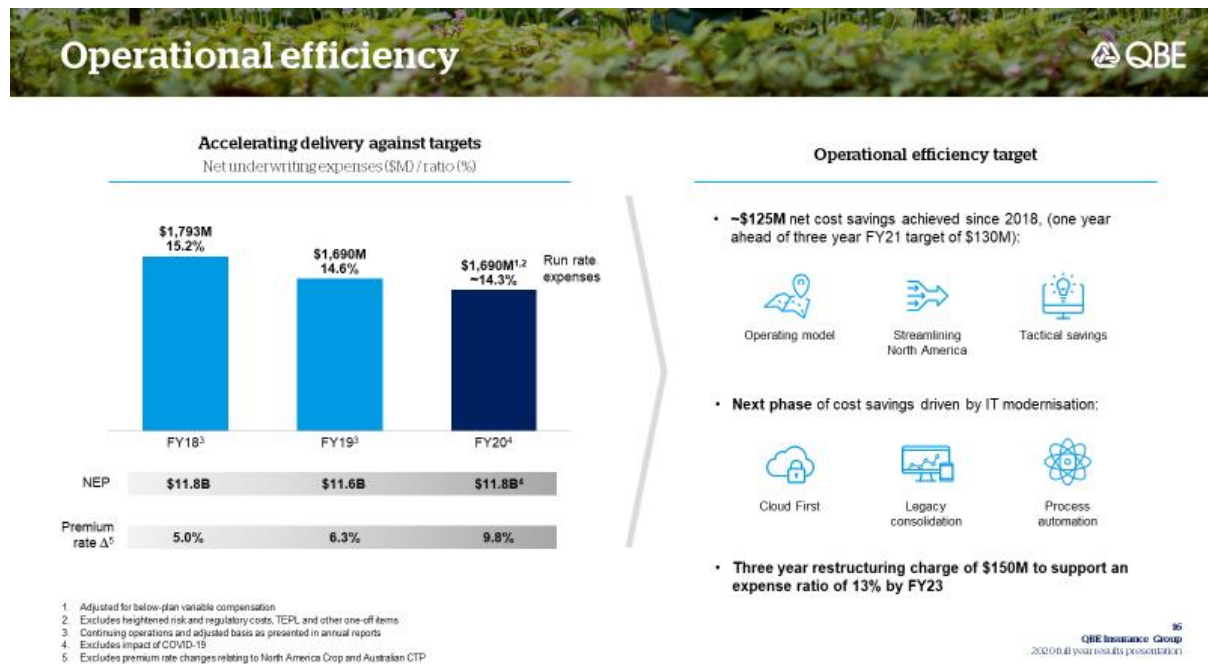 Operational efficiency
QBE
Accelerating delivery against targets
Net underwriting expenses ($M) / ratio (%)
$1,793M
15.2%
$1,690M
14.6%
$1,690M¹,²
~14.3%
Run rate
expenses
FY18³
FY19³
FY20⁴
NEP
$11.8B
$11.6B
$11.8B⁴
Premium
rate Δ⁵
5.0%
6.3%
9.8%
Operational efficiency target
• ~$125M net cost savings achieved since 2018, (one year
ahead of three year FY21 target of $130M):
Operating model
Streamlining
North America
Tactical savings
• Next phase of cost savings driven by IT modernisation:
Cloud First
Legacy
consolidation
Process
automation
• Three year restructuring charge of $150M to support an
expense ratio of 13% by FY23
1. Adjusted for below-plan variable compensation
2. Excludes heightened risk and regulatory costs, TEPL and other one-off items
3. Continuing operations and adjusted basis as presented in annual reports
4. Excludes impact of COVID-19
5. Excludes premium rate changes relating to North America Crop and Australian CTP
16
QBE Insurance Group
2020 full year results presentation